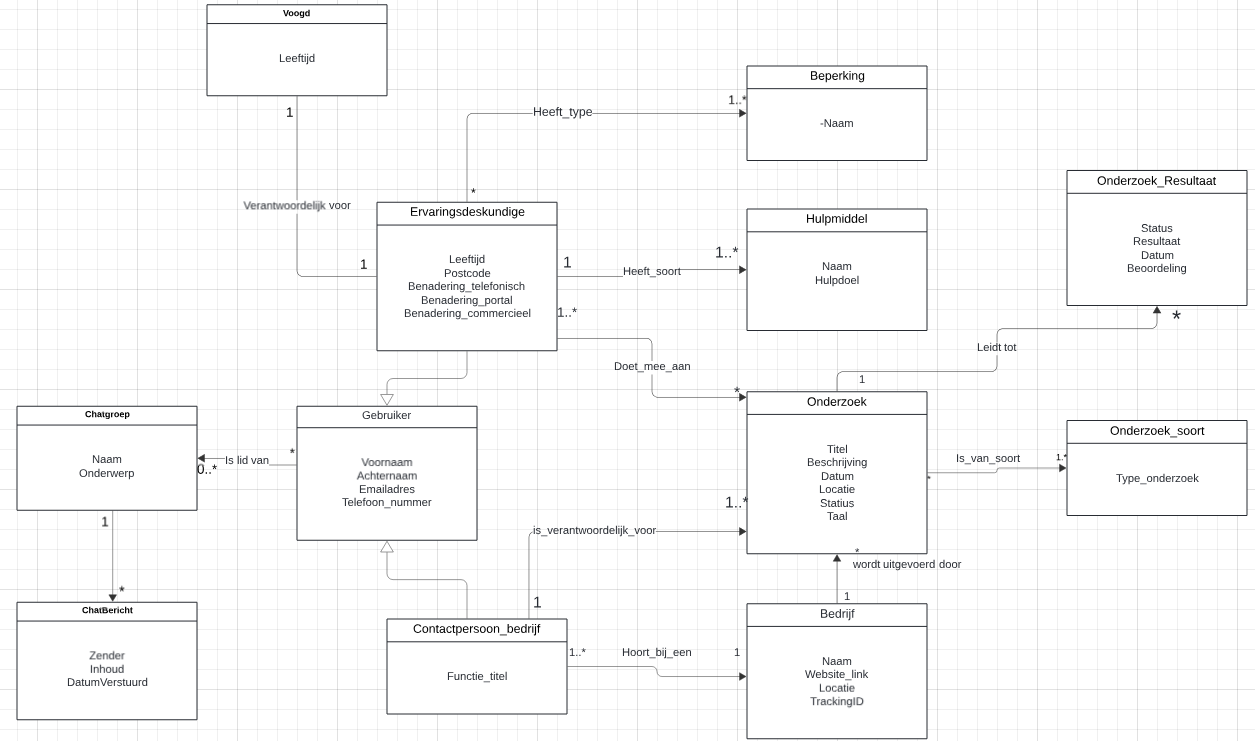 Voogd
Leeftijd
1
Verantwoordelijk voor
1
Heeft_type
1..*
*
Beperking
-Naam
Ervaringsdeskundige
Leeftijd
Postcode
Benadering_telefonisch
Benadering_portal
Benadering_commercieel
1
Heeft_soort
1..*
Hulpmiddel
Naam
Hulpdoel
Onderzoek_Resultaat
Status
Resultaat
Datum
Beoordeling
*
Leidt tot
1
1..*
Doet_mee_aan
*
Onderzoek
Titel
Beschrijving
Datum
Locatie
Statius
Taal
Is_van_soort
1.*
*
Onderzoek_soort
Type_onderzoek
Chatgroep
Naam
Onderwerp
0..*
Is lid van
*
Gebruiker
Voornaam
Achternaam
Emailadres
Telefoon_nummer
1
*
ChatBericht
Zender
Inhoud
DatumVerstuurd
1..*
is_verantwoordelijk_voor
1
*
wordt uitgevoerd door
1
Contactpersoon_bedrijf
Functie_titel
1..*
Hoort_bij_een
1
Bedrijf
Naam
Website_link
Locatie
TrackingID